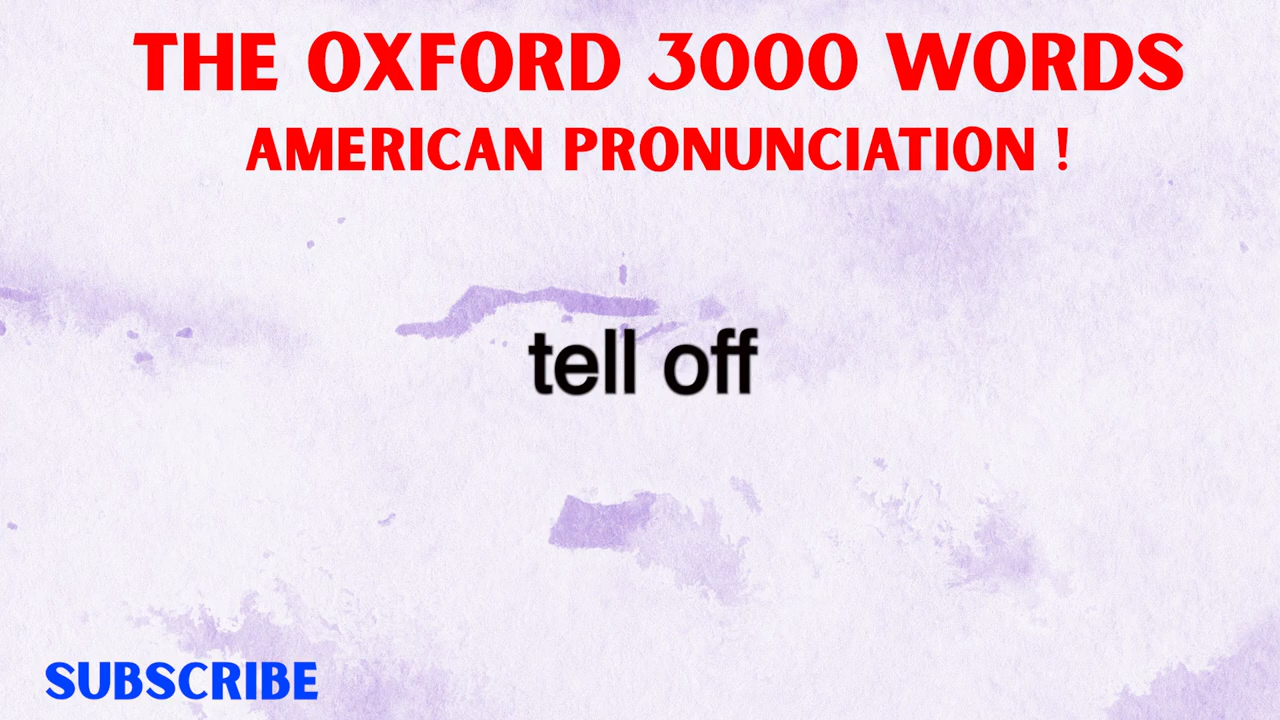 THE OXFORD 3000 WORDS
AMERICAN PRONUNCIATION !
tell off
SUBSCRIBE